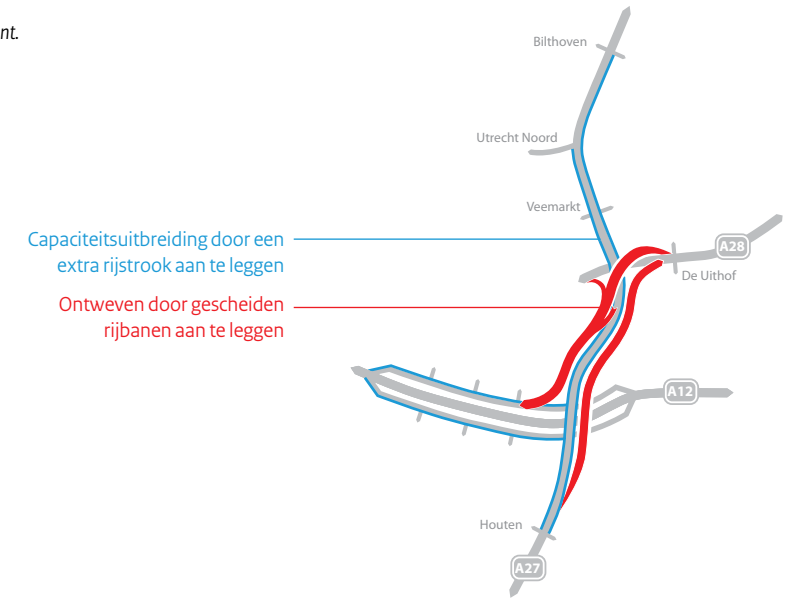 nt.
Bilthoven
Utrecht Noord
Veemarkt
Capaciteitsuitbreiding door een
extra rijstrook aan te leggen
A28
De Uithof
Ontweven door gescheiden
rijbanen aan te leggen
A12
Houten
A27